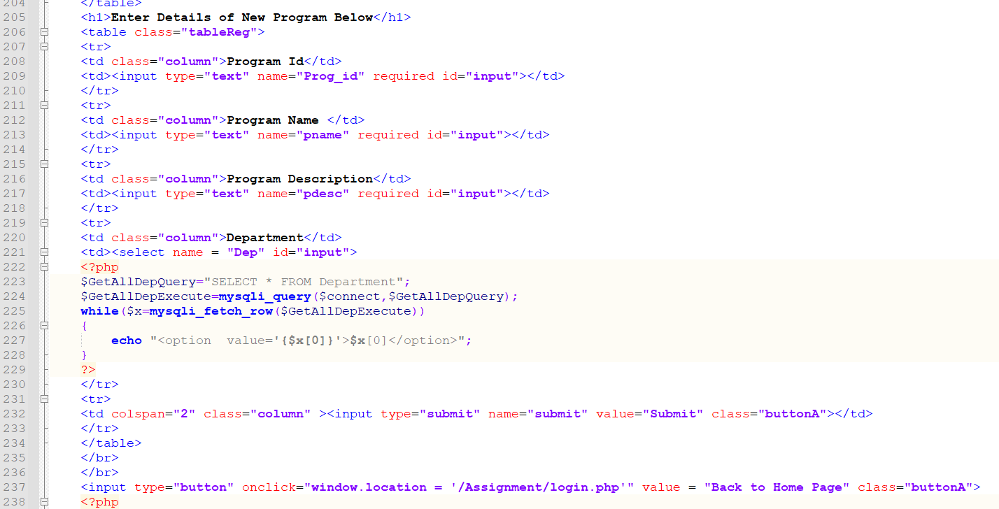 204 </table>
205 <h1>Enter Details of New Program Below</h1>
206 <table class="tableReg">
207 <tr>
208 <td class="column">Program Id</td>
209 <td><input type="text" name="Prog_id" required id="input"></td>
210 </tr>
211 <tr>
212 <td class="column">Program Name </td>
213 <td><input type="text" name="pname" required id="input"></td>
214 </tr>
215 <tr>
216 <td class="column">Program Description</td>
217 <td><input type="text" name="pdesc" required id="input"></td>
218 </tr>
219 <tr>
220 <td class="column">Department</td>
221 <td><select name = "Dep" id="input">
222 <?php
223 $GetAllDepQuery="SELECT * FROM Department";
224 $GetAllDepExecute=mysqli_query($connect,$GetAllDepQuery);
225 while($x=mysqli_fetch_row($GetAllDepExecute))
226 {
227     echo "<option  value='{$x[0]}'>$x[0]</option>";
228 }
229 ?>
230 </tr>
231 <tr>
232 <td colspan="2" class="column" ><input type="submit" name="submit" value="Submit" class="buttonA"></td>
233 </tr>
234 </table>
235 </br>
236 </br>
237 <input type="button" onclick="window.location = '/Assignment/login.php'" value = "Back to Home Page" class="buttonA">
238 <?php